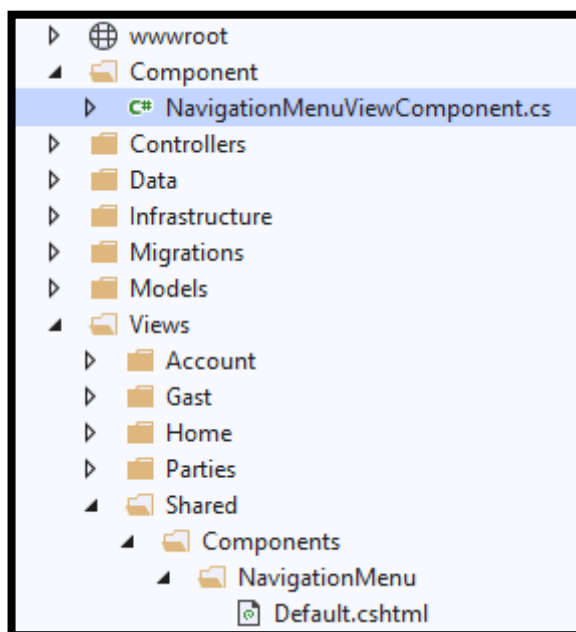 wwwroot
Component
C# NavigationMenuViewComponent.cs
Controllers
Data
Infrastructure
Migrations
Models
Views
Account
Gast
Home
Parties
Shared
Components
NavigationMenu
Default.cshtml